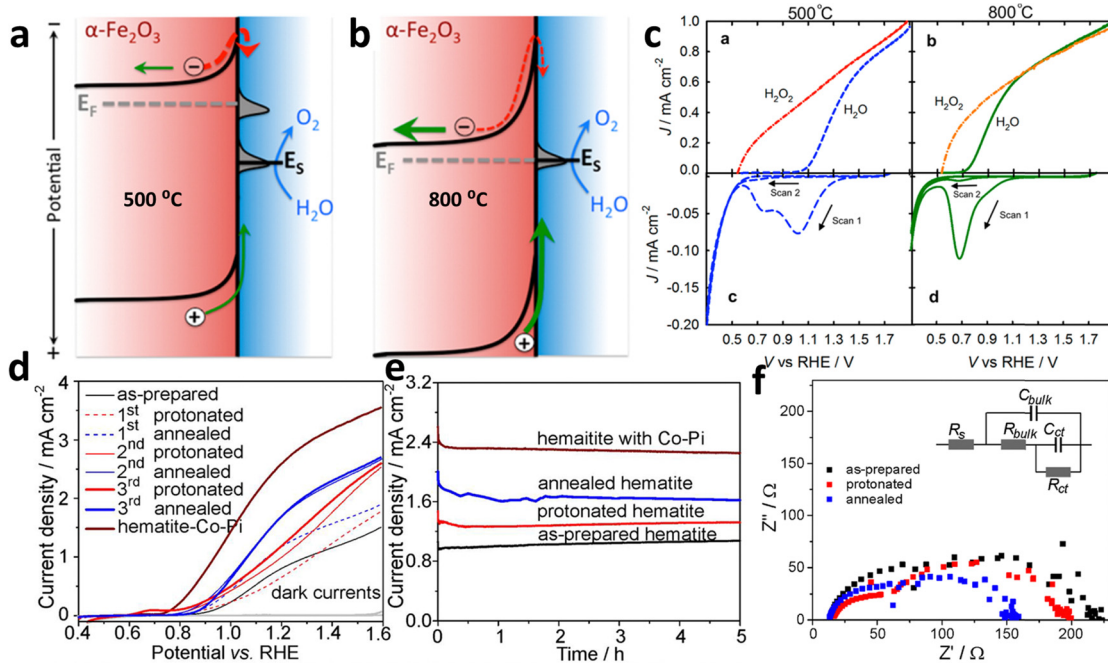 a
α-Fe₂O₃
−
Potential
+
E_F
500 ⁰C
O₂
E_S
H₂O
b
α-Fe₂O₃
E_F
800 ⁰C
O₂
E_S
H₂O
c
500°C
800°C
a
b
H₂O₂
H₂O
H₂O₂
H₂O
J / mA cm⁻²
1.0
0.8
0.6
0.4
0.2
0.00
Scan 2
Scan 1
Scan 2
Scan 1
J / mA cm⁻²
-0.05
-0.10
-0.15
-0.20
c
d
0.5 0.7 0.9 1.1 1.3 1.5 1.7
0.5 0.7 0.9 1.1 1.3 1.5 1.7
V vs RHE / V
V vs RHE / V
d
Current density / mA cm⁻²
4
3
2
1
0
as-prepared
1st protonated
1st annealed
2nd protonated
2nd annealed
3rd protonated
3rd annealed
hematite-Co-Pi
dark currents
0.4 0.6 0.8 1.0 1.2 1.4 1.6
Potential vs. RHE
e
Current density / mA cm⁻²
3.2
2.4
1.6
0.8
0.0
hemaitite with Co-Pi
annealed hematite
protonated hematite
as-prepared hematite
0 1 2 3 4 5
Time / h
f
Z'' / Ω
200
175
150
125
100
75
50
25
0
C_bulk
R_s
R_bulk
C_ct
R_ct
as-prepared
protonated
annealed
0 50 100 150 200
Z' / Ω